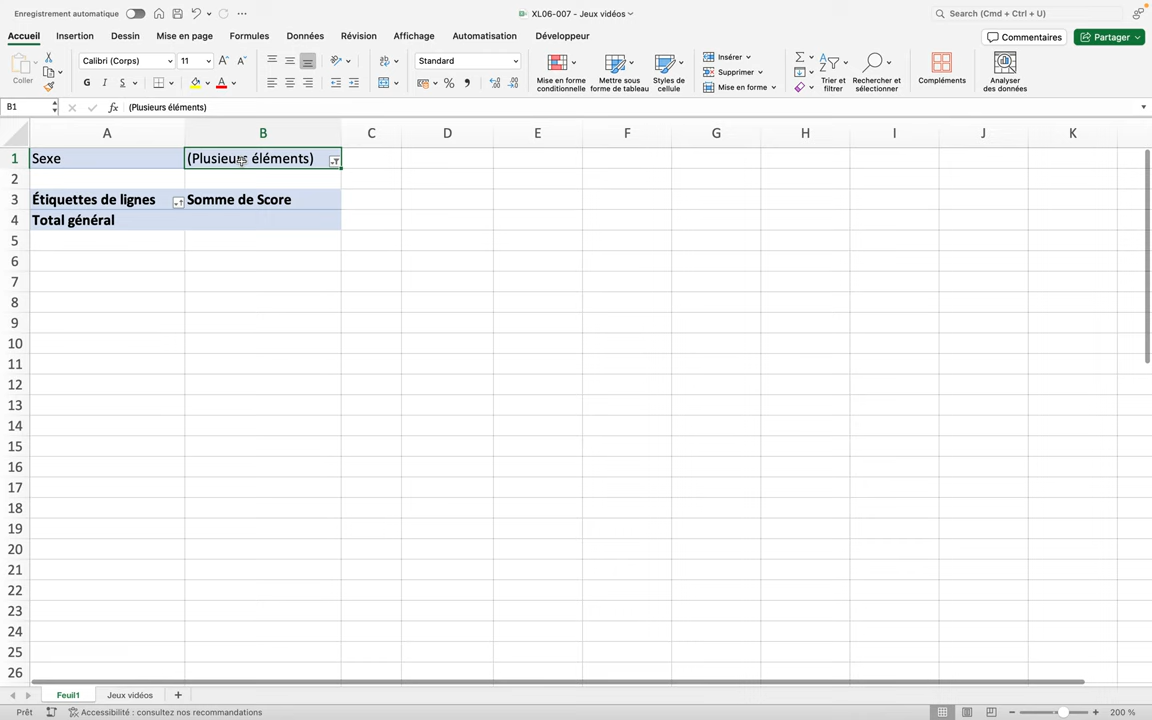 Enregistrement automatique
XL06-007 - Jeux vidéos
Search (Cmd + Ctrl + U)
Accueil Insertion Dessin Mise en page Formules Données Révision Affichage Automatisation Développeur
Commentaires Partager
Coller
Calibri (Corps) 11
G I S
Standard
Mise en forme conditionnelle
Mettre sous forme de tableau
Styles de cellule
Insérer
Supprimer
Mise en forme
Trier et filtrer
Rechercher et sélectionner
Compléments
Analyser des données
B1 fx (Plusieurs éléments)
A B C D E F G H I J K
1 Sexe (Plusieurs éléments)
2
3 Étiquettes de lignes Somme de Score
4 Total général
5
6
7
8
9
10
11
12
13
14
15
16
17
18
19
20
21
22
23
24
25
26
Feuil1 Jeux vidéos +
Prêt Accessibilité : consultez nos recommandations 200 %